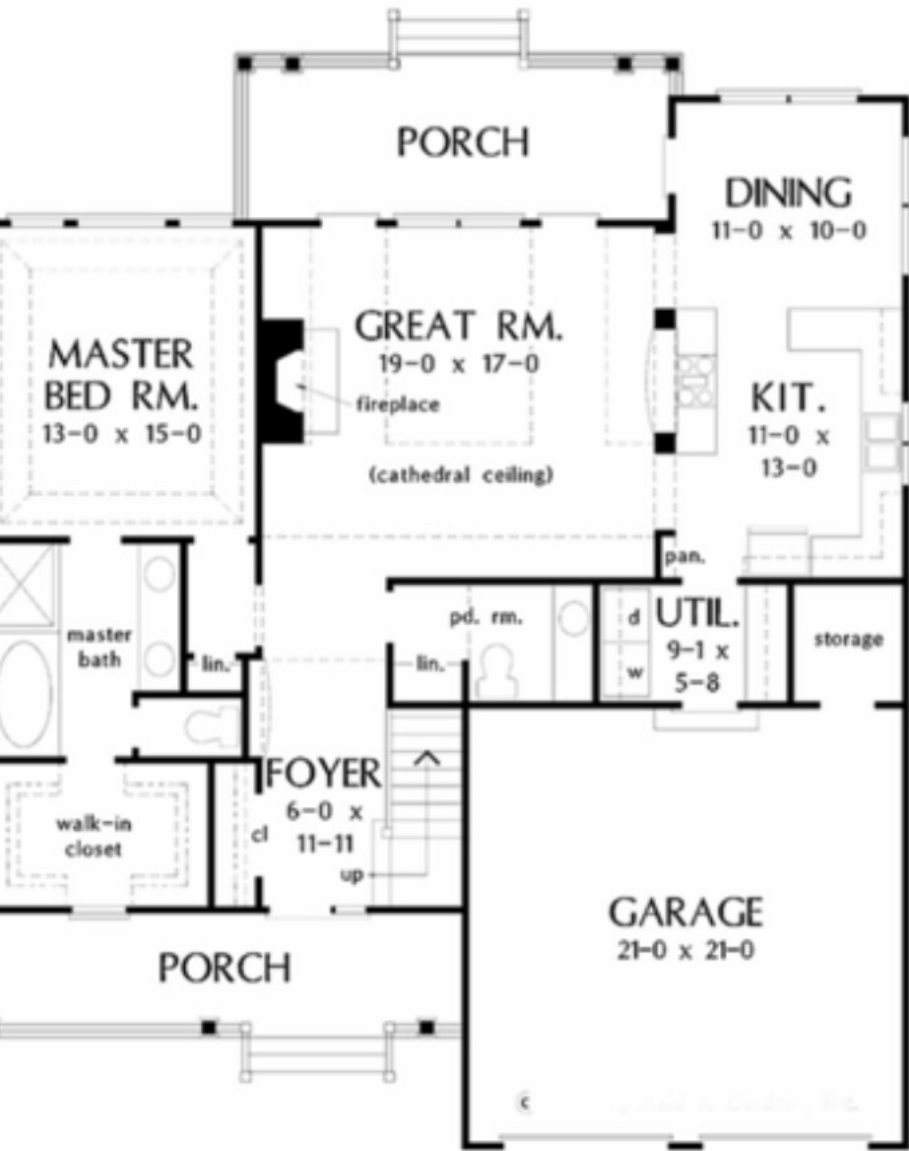 PORCH
DINING
11-0 x 10-0
GREAT RM.
19-0 x 17-0
fireplace
(cathedral ceiling)
MASTER
BED RM.
13-0 x 15-0
KIT.
11-0 x
13-0
pan.
pd. rm.
d
w
UTIL.
9-1 x
5-8
storage
master
bath
lin.
lin.
FOYER
6-0 x
11-11
cl
up
walk-in
closet
GARAGE
21-0 x 21-0
PORCH